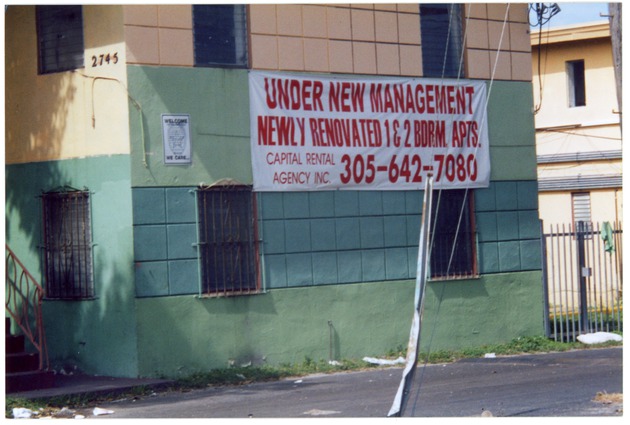 2745
WELCOME
WE CARE...
UNDER NEW MANAGEMENT
NEWLY RENOVATED 1 & 2 BDRM. APTS.
CAPITAL RENTAL
AGENCY INC. 305-642-7080